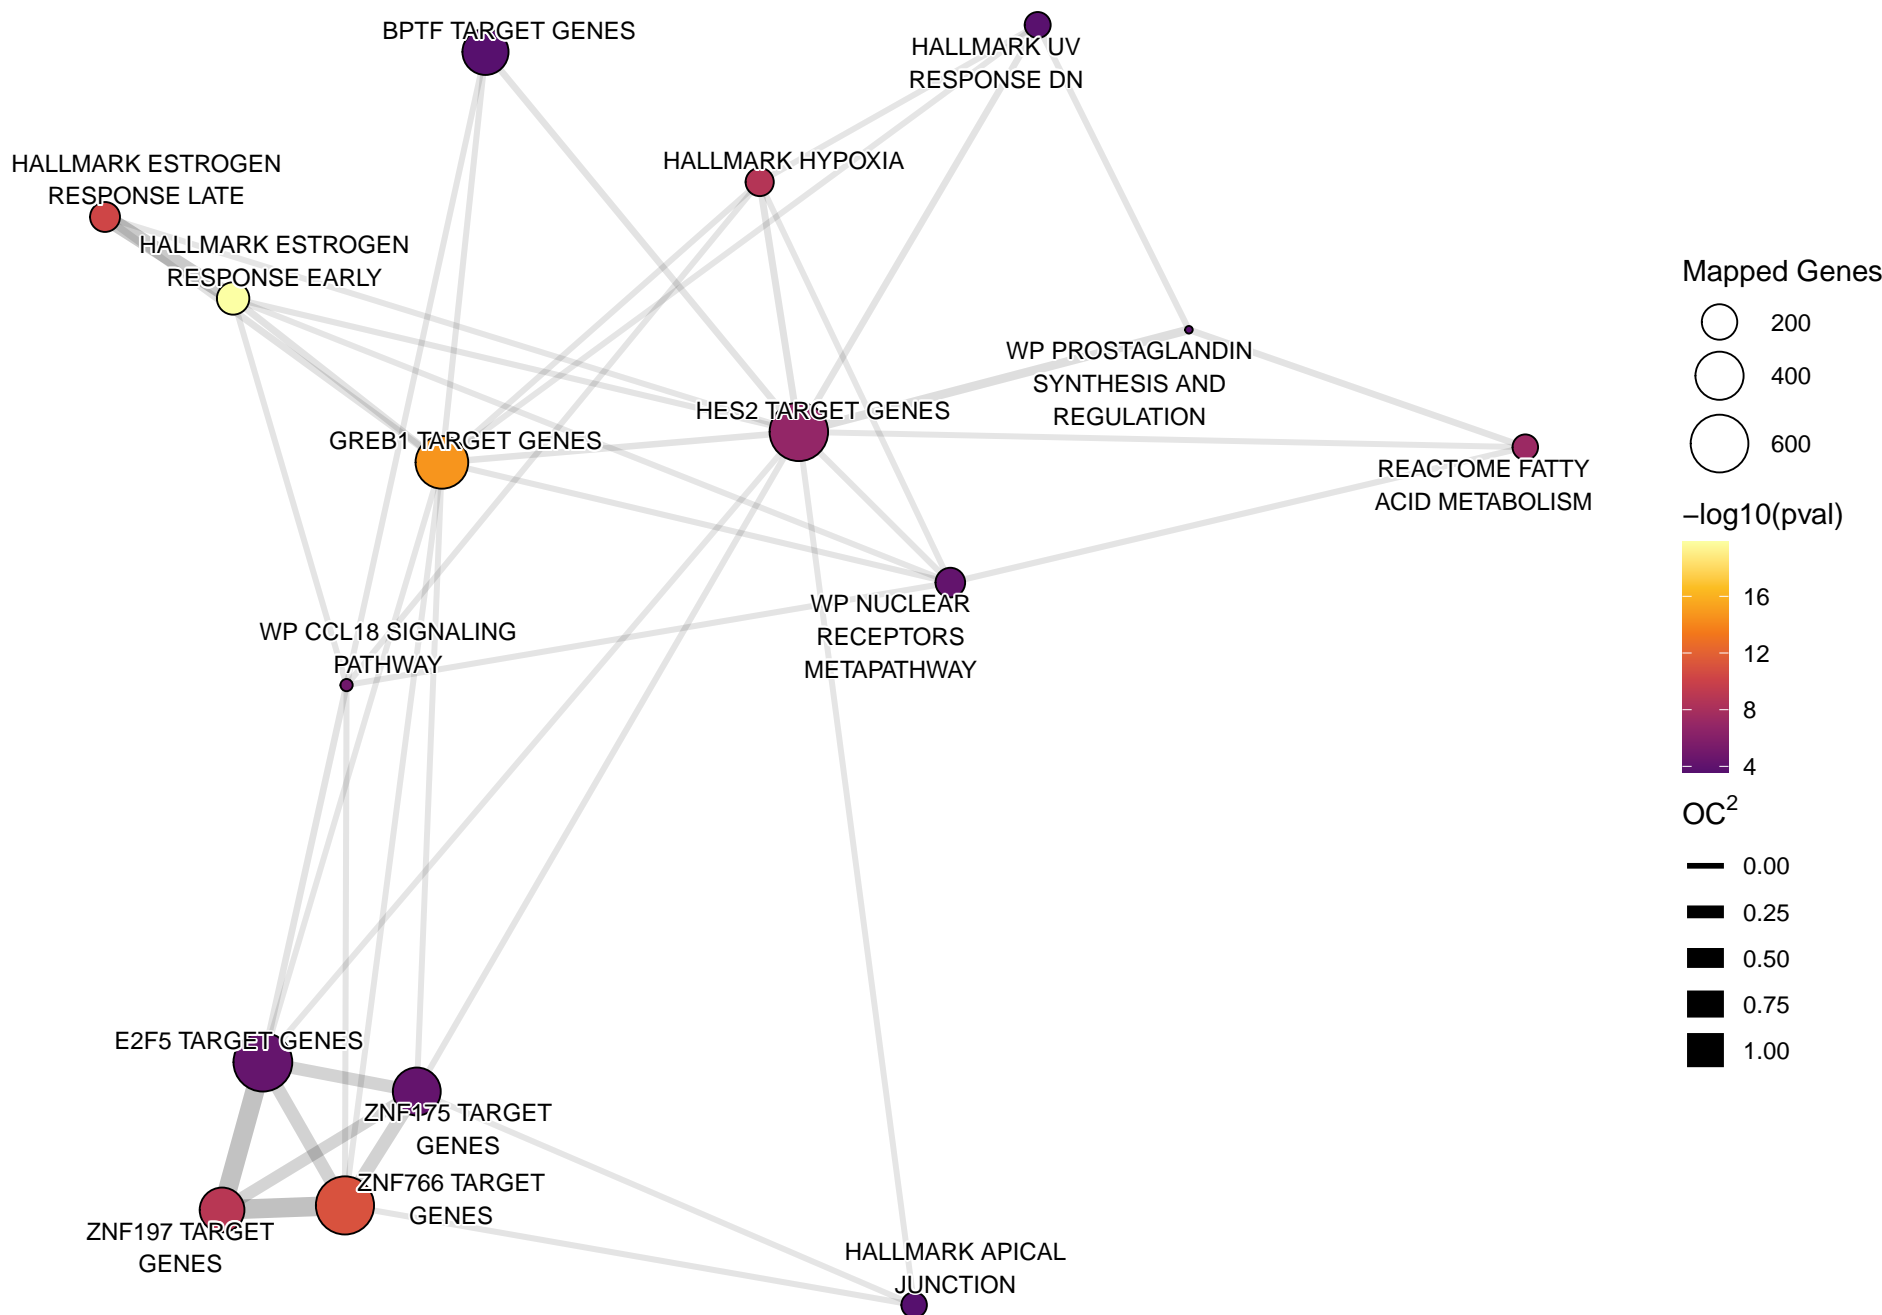 BPTF TARGET GENES
HALLMARK UV
RESPONSE DN
HALLMARK ESTROGEN
RESPONSE LATE
HALLMARK HYPOXIA
HALLMARK ESTROGEN
RESPONSE EARLY
WP PROSTAGLANDIN
SYNTHESIS AND
REGULATION
HES2 TARGET GENES
GREB1 TARGET GENES
REACTOME FATTY
ACID METABOLISM
WP NUCLEAR
RECEPTORS
METAPATHWAY
WP CCL18 SIGNALING
PATHWAY
E2F5 TARGET GENES
ZNF175 TARGET
GENES
ZNF766 TARGET
GENES
ZNF197 TARGET
GENES
HALLMARK APICAL
JUNCTION
Mapped Genes
200
400
600
−log10(pval)
16
12
8
4
OC²
0.00
0.25
0.50
0.75
1.00